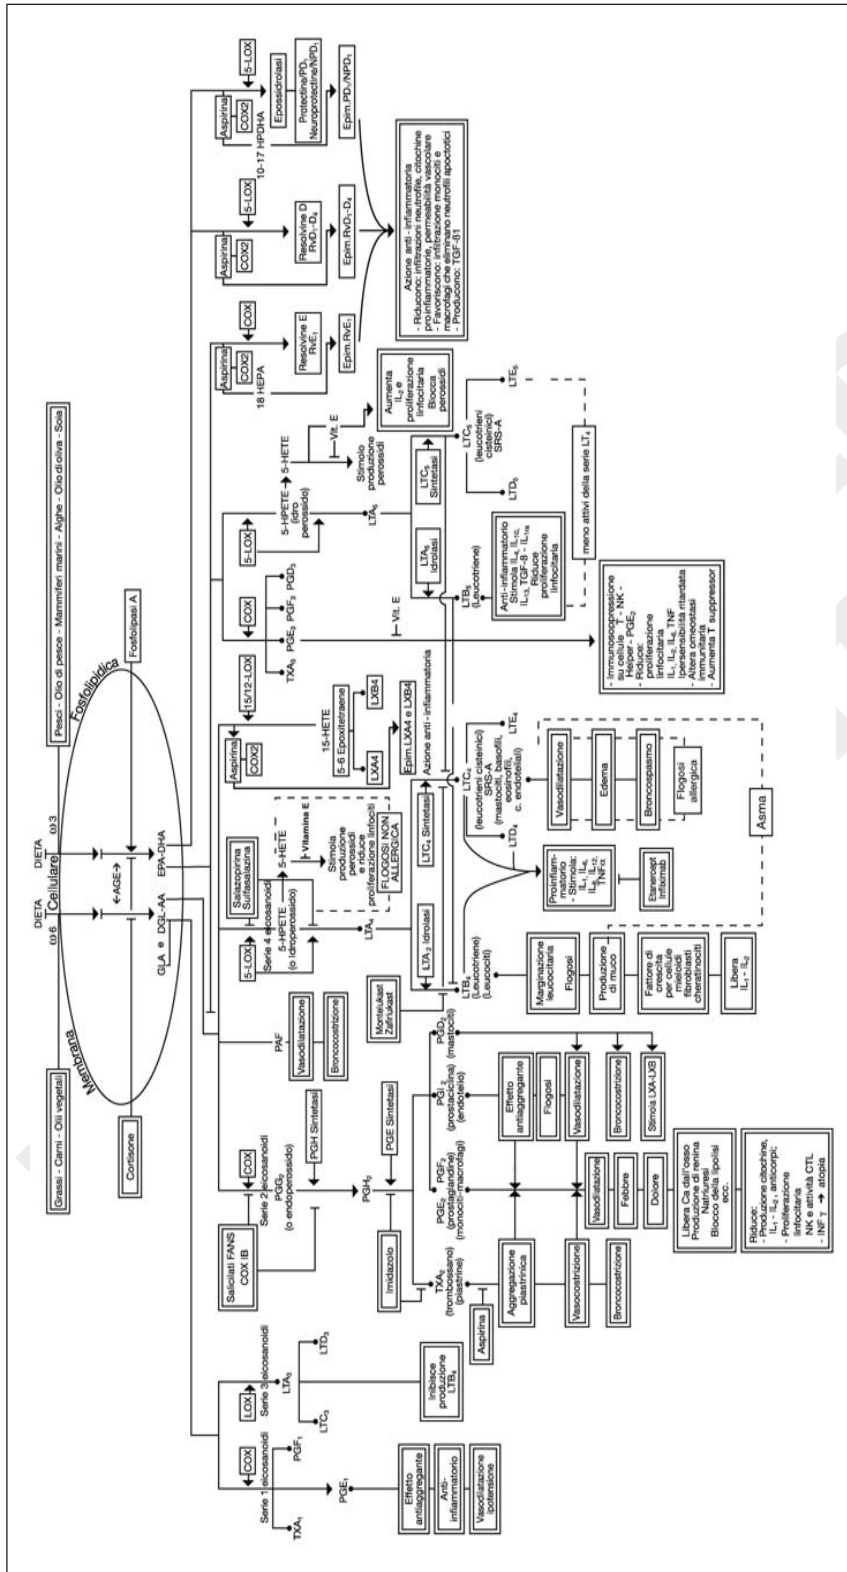 Grassi - Carni - Oli vegetali
Pesci - Olio di pesce - Mammiferi marini - Alghe - Olio di oliva - Soia
DIETA
ω6
DIETA
ω3
Membrana
Cellulare
Fosfolipidica
Cortisone
←AGE→
Fosfolipasi A
GLA e DGL-AA
EPA-DHA
COX
Serie 1 eicosanoidi
TXA₁
PGF₁
PGE₁
Effetto
antiaggregante
Anti-
infiammatorio
Vasodilatazione
ipotensione
LOX
Serie 3 eicosanoidi
LTA₃
LTC₃
LTD₃
Inibisce
produzione
LTB₄
Salicilati FANS
COX IB
COX
Serie 2 eicosanoidi
PGG₂
(o endoperossido)
PGH Sintetasi
PGH₂
Imidazolo
PGE Sintetasi
TXA₂
(trombossano)
(piastrine)
PGE₂
PGF₂
(prostaglandine)
(monociti-macrofagi)
PGI₂
(prostaciclina)
(endotelio)
PGD₂
(mastociti)
Aspirina
Aggregazione
piastrinica
Vasocostrizione
Broncocostrizione
Effetto
antiaggregante
Flogosi
Vasodilatazione
Broncocostrizione
Stimola LXA-LXB
Vasodilatazione
Febbre
Dolore
Libera Ca dall'osso
Produzione di renina
Natriuresi
Blocco della lipolisi
ecc.
Riduce:
- Produzione citochine,
IL₁ - IL₂, anticorpi;
- Proliferazione
linfocitaria
NK e attività CTL
- INF γ → atopia
PAF
Vasodilatazione
Broncocostrizione
Salazopirina
Sulfasalazina
5-LOX
Serie 4 eicosanoidi
5-HPETE
(o Idroperossido)
5-HETE
Vitamina E
Stimola
produzione
perossidi
e riduce
proliferazione linfociti
FLOGOSI NON
ALLERGICA
LTA₄
Montelukast
Zafirlukast
LTA₂ Idrolasi
LTC₄ Sintetasi
LTB₄
(Leucotriene)
(Leucociti)
Marginazione
leucocitaria
Flogosi
Produzione
di muco
Fattore di
crescita
per cellule
mieloidi
fibroblasti
cheratinociti
Libera
IL₁ - IL₂
LTC₄
(leucotrieni cisteinici)
SRS-A
(mastociti, basofili,
eosinofili,
c. endoteliali)
LTD₄
LTE₄
Proinfiam-
matorio
- Stimola:
IL₁, IL₆,
IL₈, IL₁₂,
TNFα
Etanercept
Infliximab
Vasodilatazione
Edema
Broncospasmo
Flogosi
allergica
Asma
Aspirina
COX2
15/12-LOX
15-HETE
5-6 Epoxitetraene
LXA4
LXB4
Epim.LXA4 e LXB4
Azione anti-infiammatoria
COX
TXA₃
PGE₃
PGF₃
PGD₃
Vit. E
- Immunosoppressione
su cellule T - NK -
Helper - PGE₂
- Riduce:
proliferazione
linfocitaria
IL₁, IL₂, IL₆, TNF
Ipersensibilità ritardata
- Altera omeostasi
immunitaria
- Aumenta T suppressor
5-LOX
5-HPETE
(idro
perossido)
5-HETE
Vit. E
Stimolo
produzione
perossidi
Aumenta
IL₂ e
proliferazione
linfocitaria
Blocca
perossidi
LTA₅
LTA₅
Idrolasi
LTC₅
Sintetasi
LTB₅
(Leucotriene)
Anti-infiammatorio
Stimola IL₄, IL₁₀,
IL₁₃, TGF-ß - IL₁ᵣₐ
Riduce
proliferazione
linfocitaria
LTC₅
(leucotrieni
cisteinici)
SRS-A
LTD₅
LTE₅
meno attivi della serie LT₄
Aspirina
COX2
COX
18 HEPA
Resolvine E
RvE₁
Epim.RvE₁
Aspirina
COX2
5-LOX
Resolvine D
RvD₁-D₄
Epim.RvD₁-D₄
Aspirina
COX2
5-LOX
10-17 HPDHA
Epossidrolasi
Protectine/PD₁
Neuroprotectine/NPD₁
Epim.PD₁/NPD₁
Azione anti-infiammatoria
- Riducono: infiltrazioni neutrofile, citochine
proinfiammatorie, permeabilità vascolare
- Favoriscono: infiltrazione monociti e
macrofagi che eliminano neutrofili apoptotici
- Producono: TGF-ß1